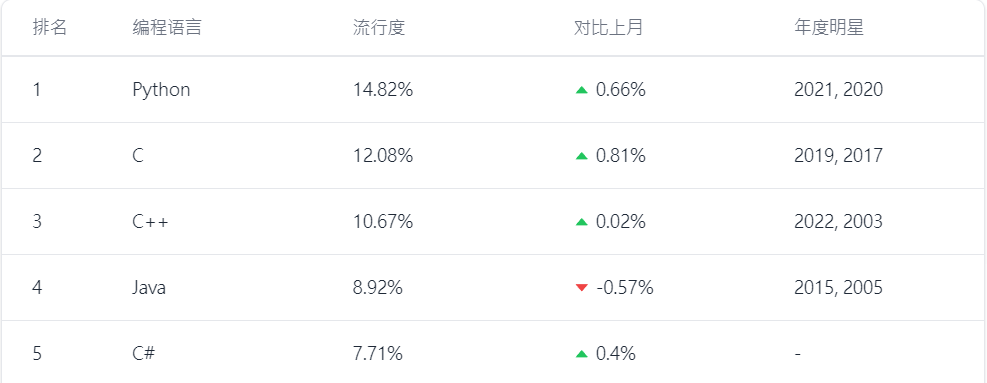 排名 编程语言 流行度 对比上月 年度明星
1 Python 14.82% 0.66% 2021, 2020
2 C 12.08% 0.81% 2019, 2017
3 C++ 10.67% 0.02% 2022, 2003
4 Java 8.92% -0.57% 2015, 2005
5 C# 7.71% 0.4% -